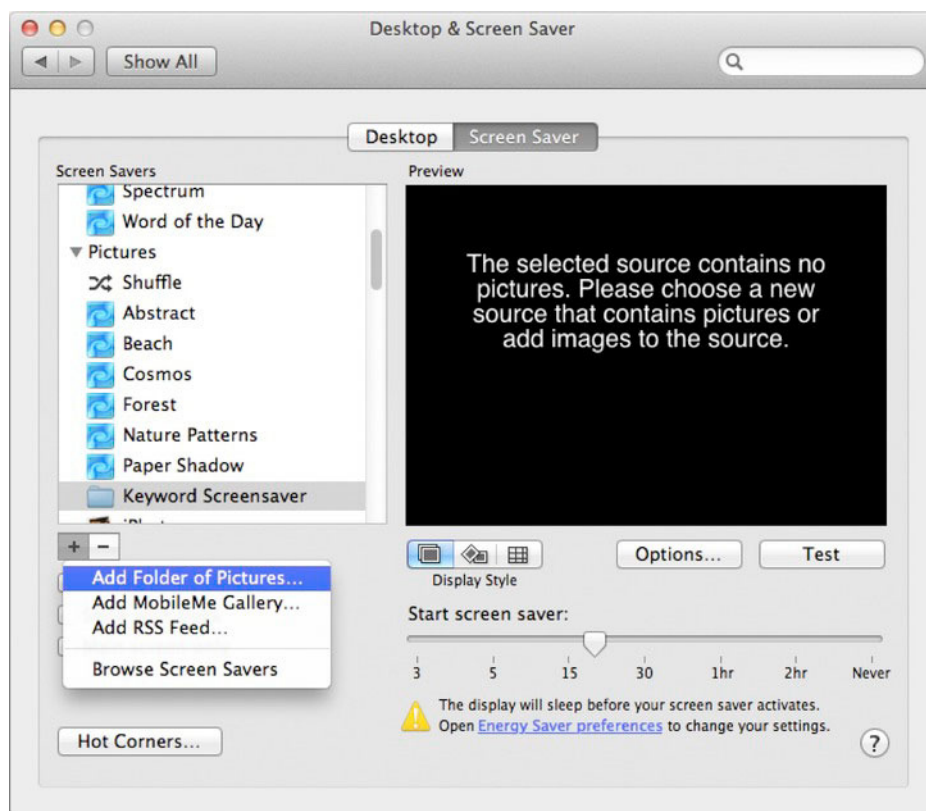 Desktop & Screen Saver
Show All
Desktop
Screen Saver
Screen Savers
Spectrum
Word of the Day
Pictures
Shuffle
Abstract
Beach
Cosmos
Forest
Nature Patterns
Paper Shadow
Keyword Screensaver
+ −
Add Folder of Pictures...
Add MobileMe Gallery...
Add RSS Feed...
Browse Screen Savers
Hot Corners...
Preview
The selected source contains no
pictures. Please choose a new
source that contains pictures or
add images to the source.
Display Style
Options...
Test
Start screen saver:
3 5 15 30 1hr 2hr Never
The display will sleep before your screen saver activates.
Open Energy Saver preferences to change your settings.
?